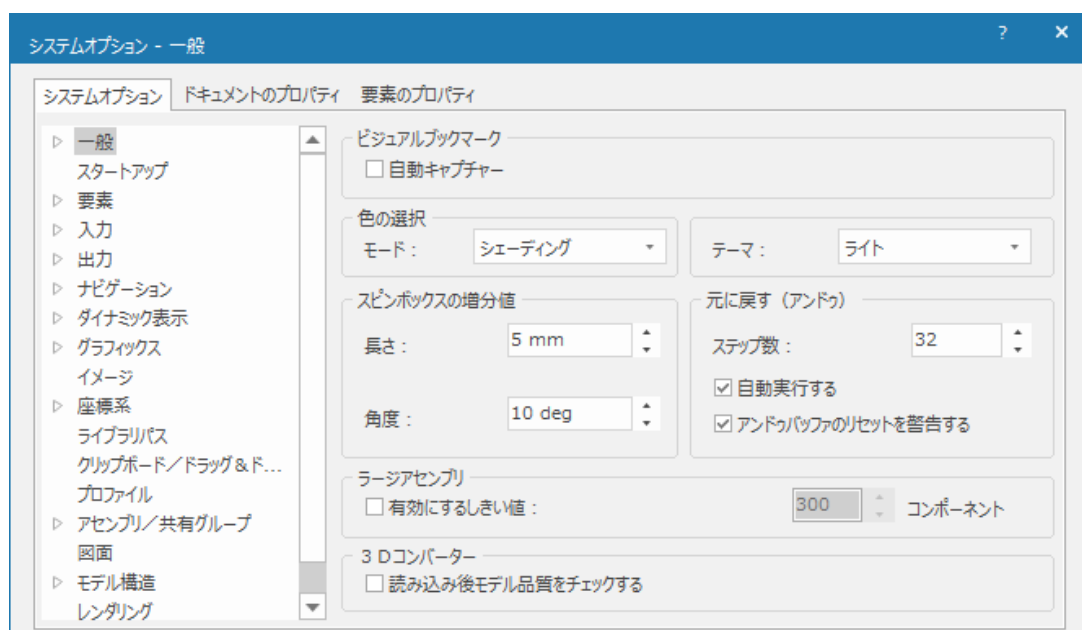 システムオプション - 一般
? ×
システムオプション ドキュメントのプロパティ 要素のプロパティ
一般
スタートアップ
要素
入力
出力
ナビゲーション
ダイナミック表示
グラフィックス
イメージ
座標系
ライブラリパス
クリップボード／ドラッグ＆ド...
プロファイル
アセンブリ／共有グループ
図面
モデル構造
レンダリング
ビジュアルブックマーク
自動キャプチャー
色の選択
モード： シェーディング
テーマ： ライト
スピンボックスの増分値
長さ： 5 mm
角度： 10 deg
元に戻す（アンドゥ）
ステップ数： 32
自動実行する
アンドゥバッファのリセットを警告する
ラージアセンブリ
有効にするしきい値： 300 コンポーネント
３Ｄコンバーター
読み込み後モデル品質をチェックする